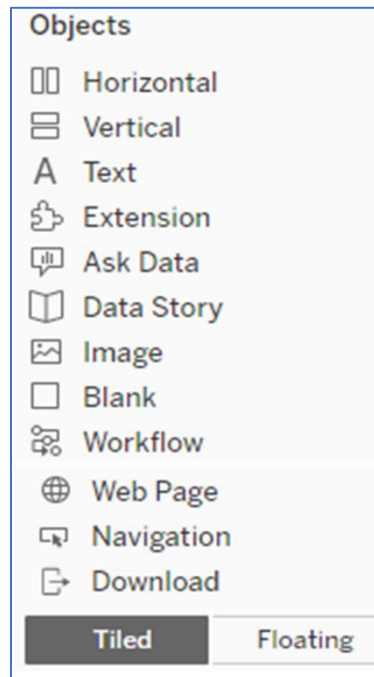 Objects
Horizontal
Vertical
A Text
Extension
Ask Data
Data Story
Image
Blank
Workflow
Web Page
Navigation
Download
Tiled Floating